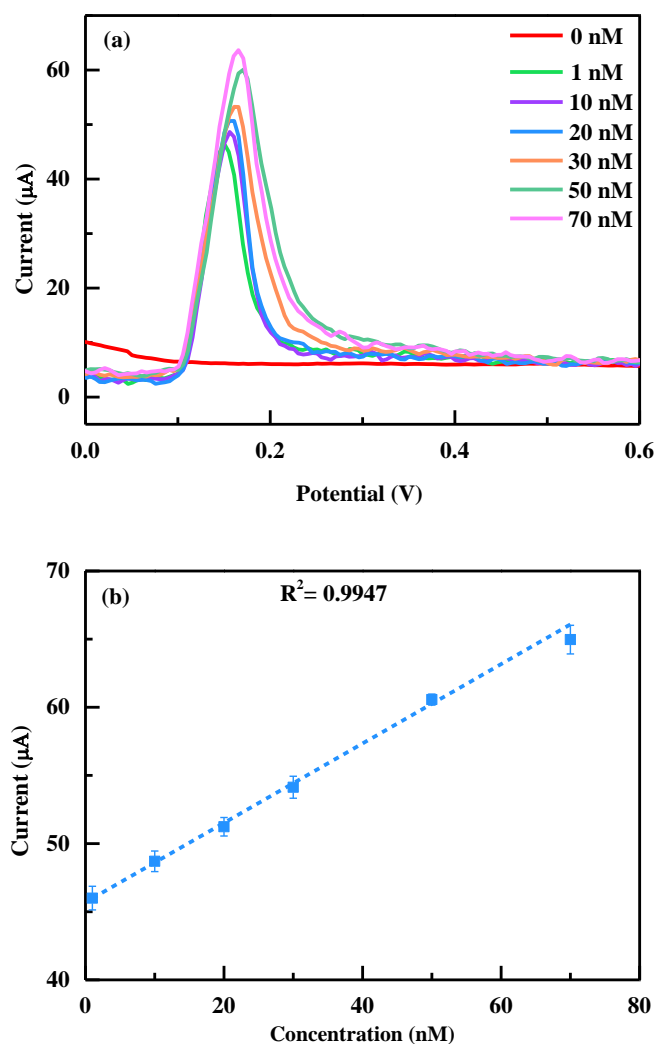 (a)
0 nM
1 nM
10 nM
20 nM
30 nM
50 nM
70 nM
60
40
20
0
Current (μA)
0.0 0.2 0.4 0.6
Potential (V)
(b)
R²= 0.9947
70
60
50
40
Current (μA)
0 20 40 60 80
Concentration (nM)